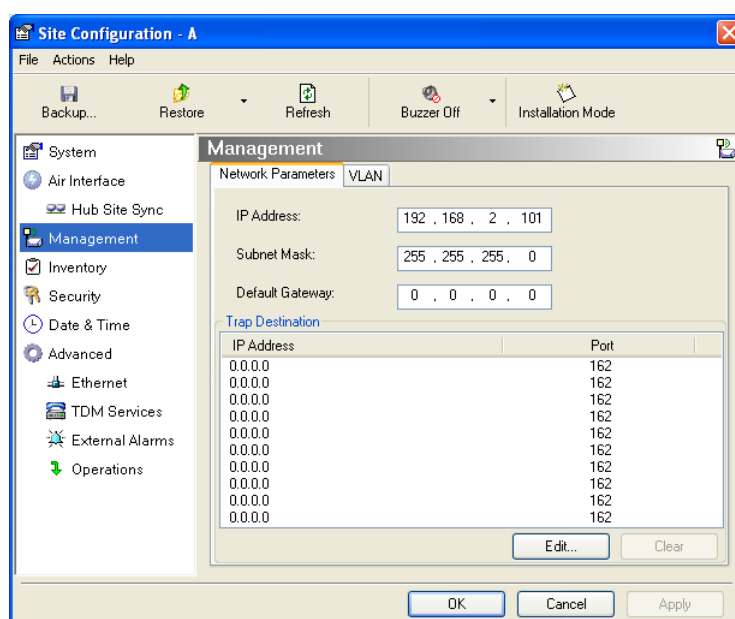 Site Configuration - A
File Actions Help
Backup... Restore Refresh Buzzer Off Installation Mode
System
Air Interface
Hub Site Sync
Management
Inventory
Security
Date & Time
Advanced
Ethernet
TDM Services
External Alarms
Operations
Management
Network Parameters VLAN
IP Address: 192 . 168 . 2 . 101
Subnet Mask: 255 . 255 . 255 . 0
Default Gateway: 0 . 0 . 0 . 0
Trap Destination
IP Address Port
0.0.0.0 162
0.0.0.0 162
0.0.0.0 162
0.0.0.0 162
0.0.0.0 162
0.0.0.0 162
0.0.0.0 162
0.0.0.0 162
0.0.0.0 162
0.0.0.0 162
Edit... Clear
OK Cancel Apply